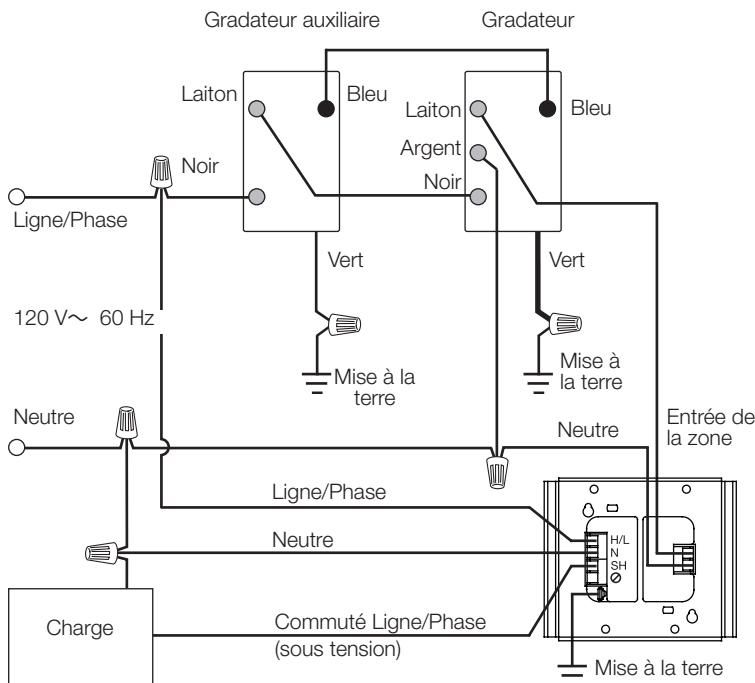 Gradateur auxiliaire
Gradateur
Laiton
Bleu
Laiton
Bleu
Argent
Noir
Noir
Ligne/Phase
Vert
Vert
120 V~ 60 Hz
Mise à la
terre
Mise à
la terre
Neutre
Neutre
Entrée de
la zone
Ligne/Phase
Neutre
H/L
N
SH
Charge
Commuté Ligne/Phase
(sous tension)
Mise à la terre